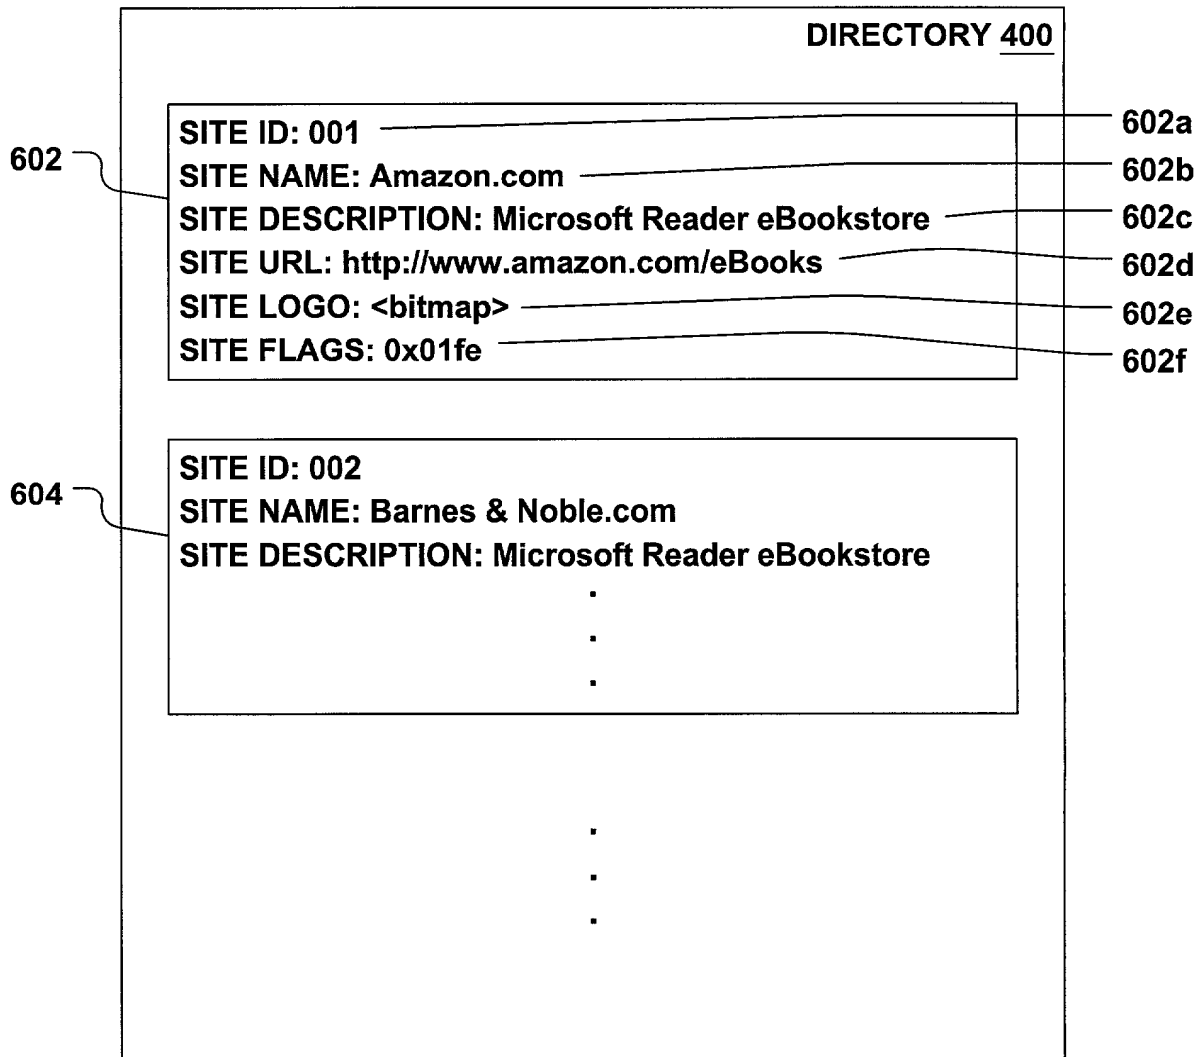 DIRECTORY 400
SITE ID: 001
602a
602
SITE NAME: Amazon.com
602b
SITE DESCRIPTION: Microsoft Reader eBookstore
602c
SITE URL: http://www.amazon.com/eBooks
602d
SITE LOGO: <bitmap>
602e
SITE FLAGS: 0x01fe
602f
604
SITE ID: 002
SITE NAME: Barnes & Noble.com
SITE DESCRIPTION: Microsoft Reader eBookstore
.
.
.
.
.
.